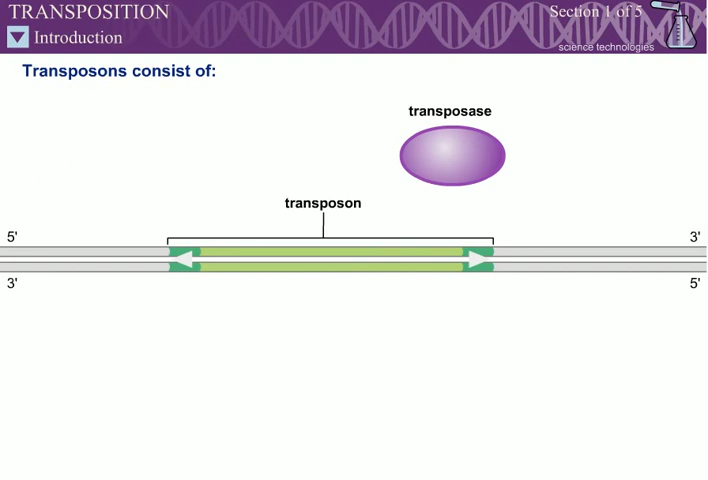 TRANSPOSITION
Section 1 of 5
Introduction
science technologies
Transposons consist of:
transposase
transposon
5'
3'
3'
5'